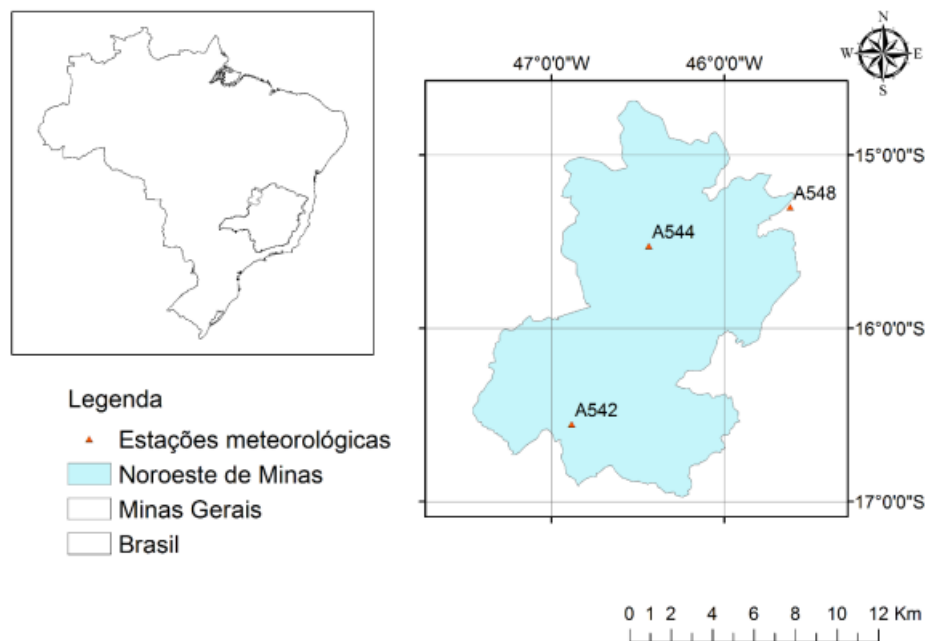 N
W E
S
47°0'0"W 46°0'0"W
15°0'0"S
A548
A544
16°0'0"S
A542
17°0'0"S
Legenda
Estações meteorológicas
Noroeste de Minas
Minas Gerais
Brasil
0 1 2 4 6 8 10 12 Km